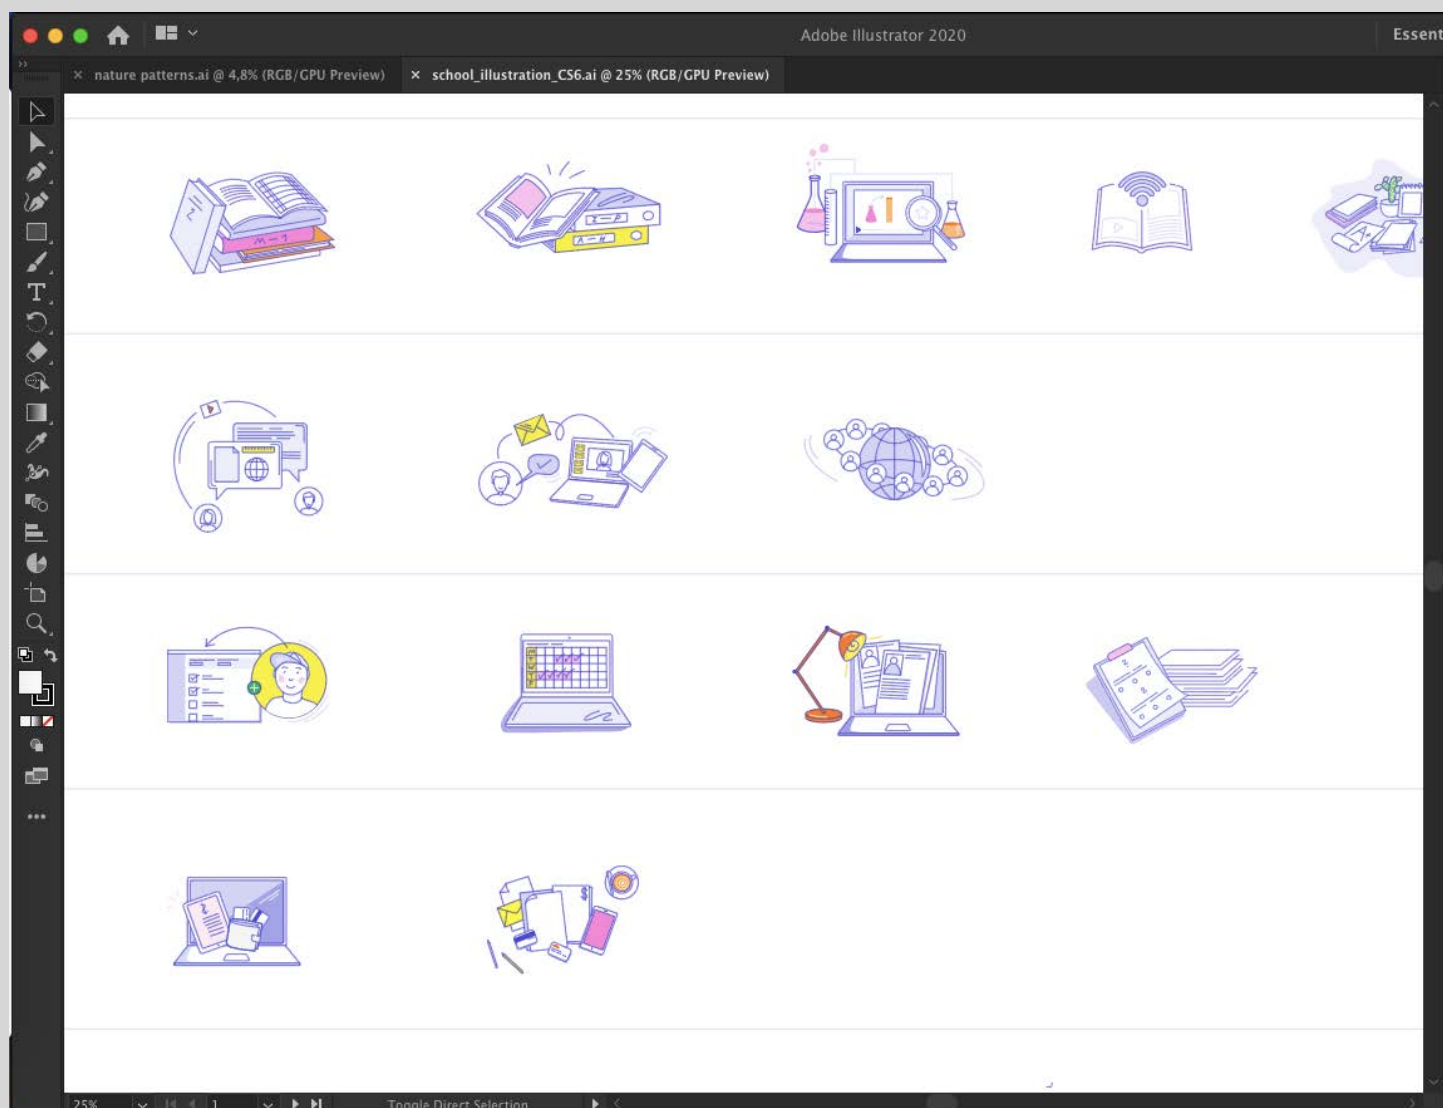 Adobe Illustrator 2020
Essent
nature patterns.ai @ 4,8% (RGB/GPU Preview)
school_illustration_CS6.ai @ 25% (RGB/GPU Preview)
M-1
Z-P
A-H
A+
$
25%
1
Toggle Direct Selection